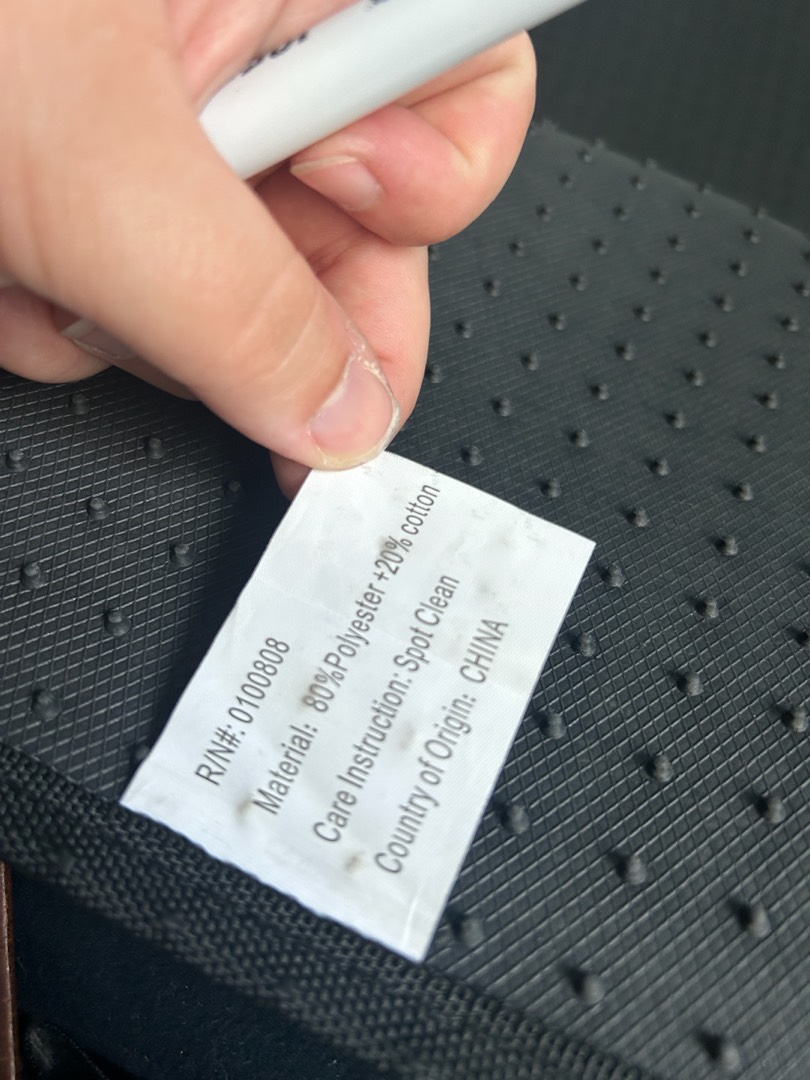 R/N#: 0100808
Material: 80%Polyester+20% cotton
Care Instruction: Spot Clean
Country of Origin: CHINA